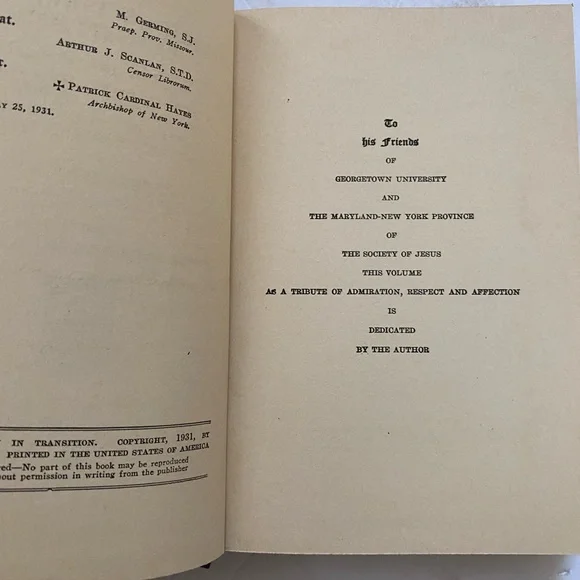 at.
M. GERMING, S.J.
Praep. Prov. Missour.
ARTHUR J. SCANLAN, S.T.D.
Censor Librorum.
t.
✠ PATRICK CARDINAL HAYES
Archbishop of New York.
Y 25, 1931.
IN TRANSITION. COPYRIGHT, 1931, BY
PRINTED IN THE UNITED STATES OF AMERICA
ved—No part of this book may be reproduced
out permission in writing from the publisher
To
his Friends
OF
GEORGETOWN UNIVERSITY
AND
THE MARYLAND-NEW YORK PROVINCE
OF
THE SOCIETY OF JESUS
THIS VOLUME
AS A TRIBUTE OF ADMIRATION, RESPECT AND AFFECTION
IS
DEDICATED
BY THE AUTHOR